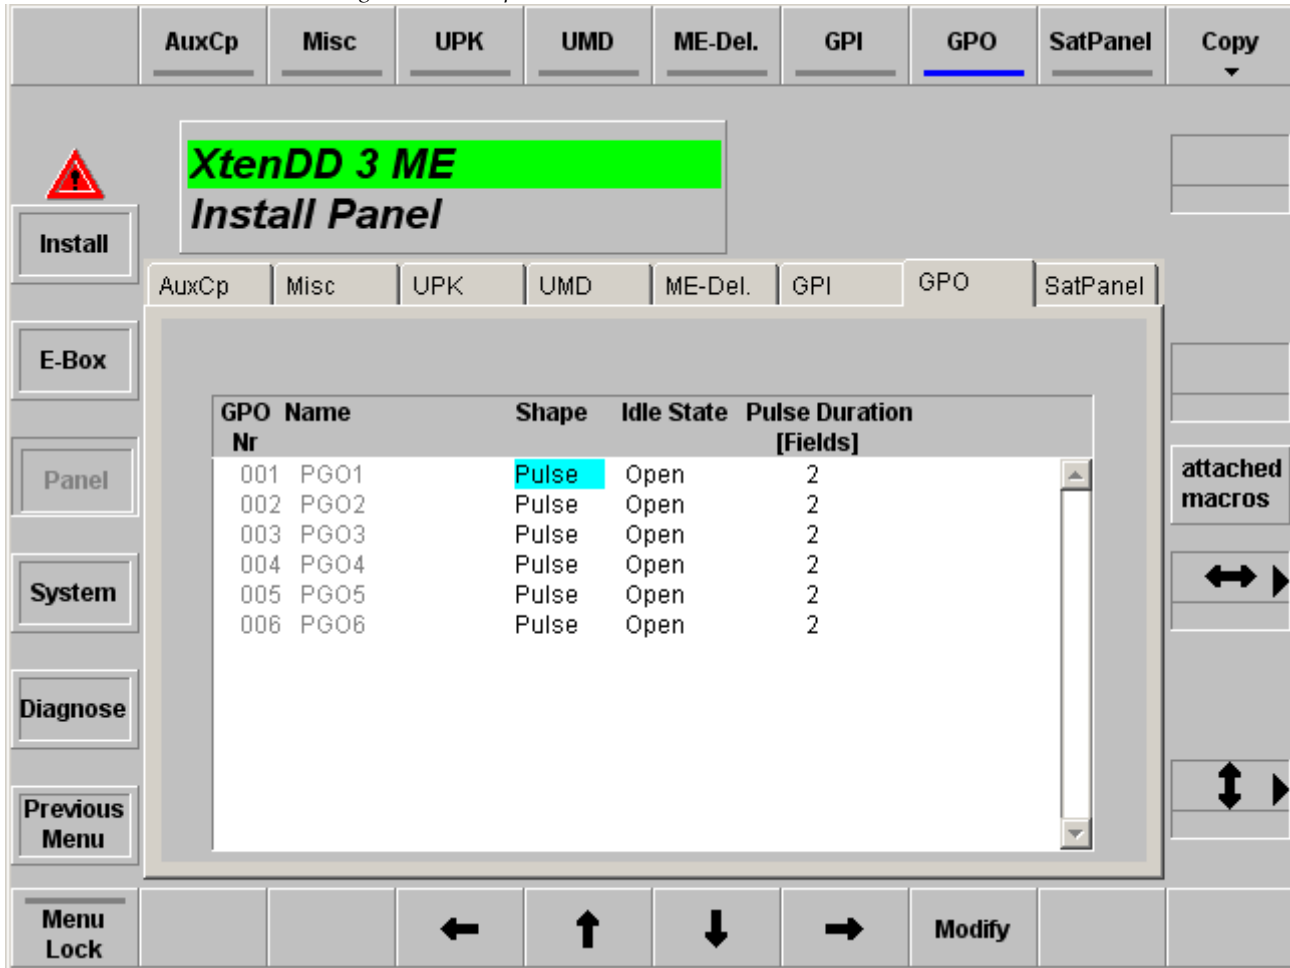 AuxCp Misc UPK UMD ME-Del. GPI GPO SatPanel Copy
XtenDD 3 ME
Install Panel
Install
AuxCp Misc UPK UMD ME-Del. GPI GPO SatPanel
E-Box
GPO Name Shape Idle State Pulse Duration
Nr [Fields]
Panel
001 PGO1 Pulse Open 2
002 PGO2 Pulse Open 2
003 PGO3 Pulse Open 2
004 PGO4 Pulse Open 2
005 PGO5 Pulse Open 2
006 PGO6 Pulse Open 2
attached
macros
System
Diagnose
Previous
Menu
Menu
Lock
Modify